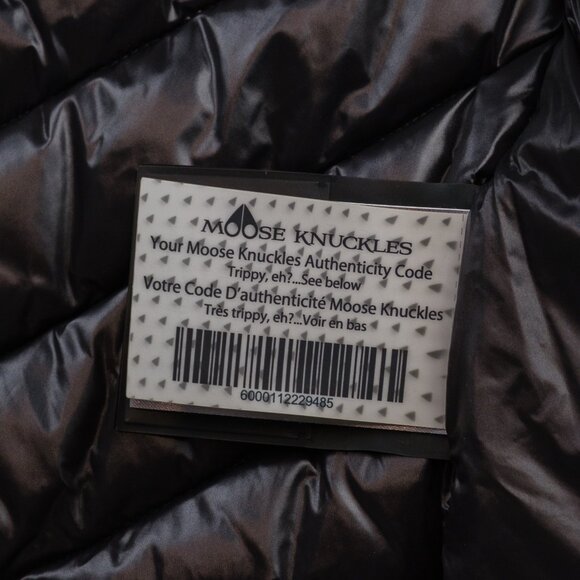 MOOSE KNUCKLES
Your Moose Knuckles Authenticity Code
Trippy, eh?...See below
Votre Code D'authenticité Moose Knuckles
Très trippy, eh?...Voir en bas
6000112229485